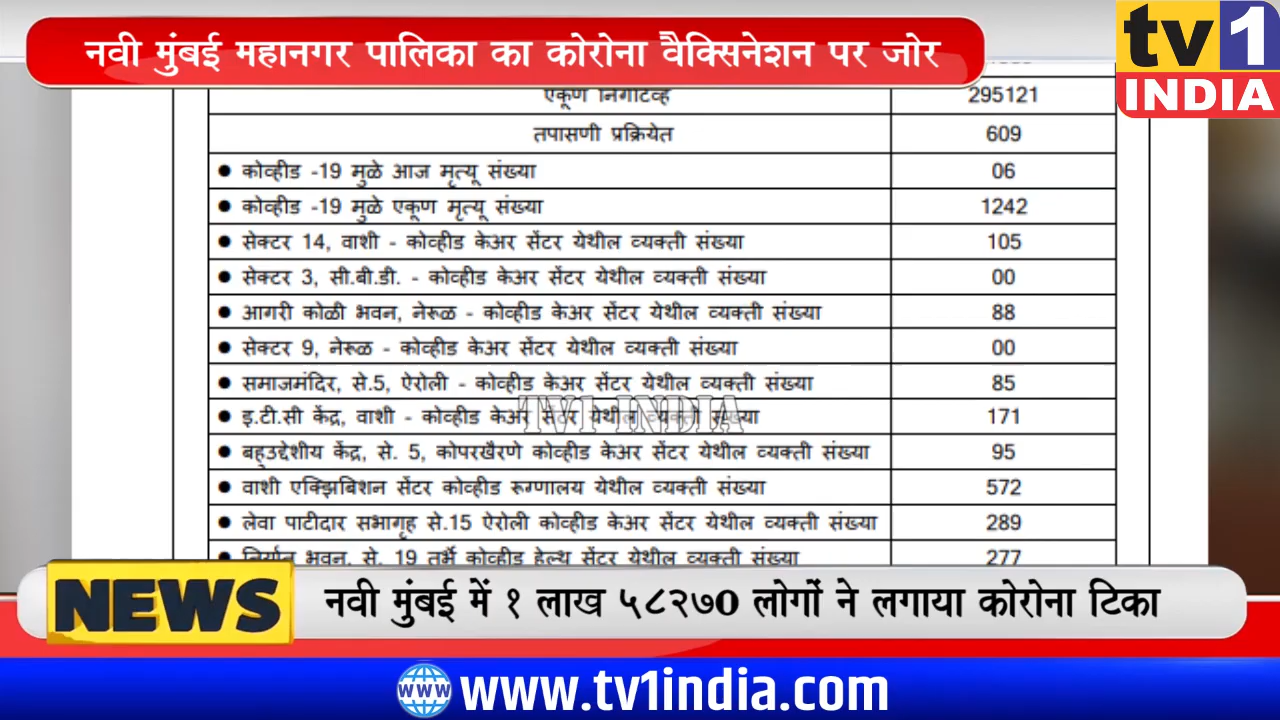 नवी मुंबई महानगर पालिका का कोरोना वैक्सिनेशन पर जोर
tv1
INDIA
एकूण निगेटिव्ह 295121
तपासणी प्रक्रियेत 609
● कोव्हीड -19 मुळे आज मृत्यू संख्या 06
● कोव्हीड -19 मुळे एकूण मृत्यू संख्या 1242
● सेक्टर 14, वाशी - कोव्हीड केअर सेंटर येथील व्यक्ती संख्या 105
● सेक्टर 3, सी.बी.डी. - कोव्हीड केअर सेंटर येथील व्यक्ती संख्या 00
● आगरी कोळी भवन, नेरूळ - कोव्हीड केअर सेंटर येथील व्यक्ती संख्या 88
● सेक्टर 9, नेरूळ - कोव्हीड केअर सेंटर येथील व्यक्ती संख्या 00
● समाजमंदिर, से.5, ऐरोली - कोव्हीड केअर सेंटर येथील व्यक्ती संख्या 85
● इ.टी.सी केंद्र, वाशी - कोव्हीड केअर सेंटर येथील व्यक्ती संख्या 171
TV1 INDIA
● बहुउद्देशीय केंद्र, से. 5, कोपरखैरणे कोव्हीड केअर सेंटर येथील व्यक्ती संख्या 95
● वाशी एक्झिबिशन सेंटर कोव्हीड रूग्णालय येथील व्यक्ती संख्या 572
● लेवा पाटीदार सभागृह से.15 ऐरोली कोव्हीड केअर सेंटर येथील व्यक्ती संख्या 289
● निर्यान भवन, से. 19 तुर्भे कोव्हीड हेल्थ सेंटर येथील व्यक्ती संख्या 277
NEWS
नवी मुंबई में १ लाख ५८२७0 लोगों ने लगाया कोरोना टिका
www
www.tv1india.com